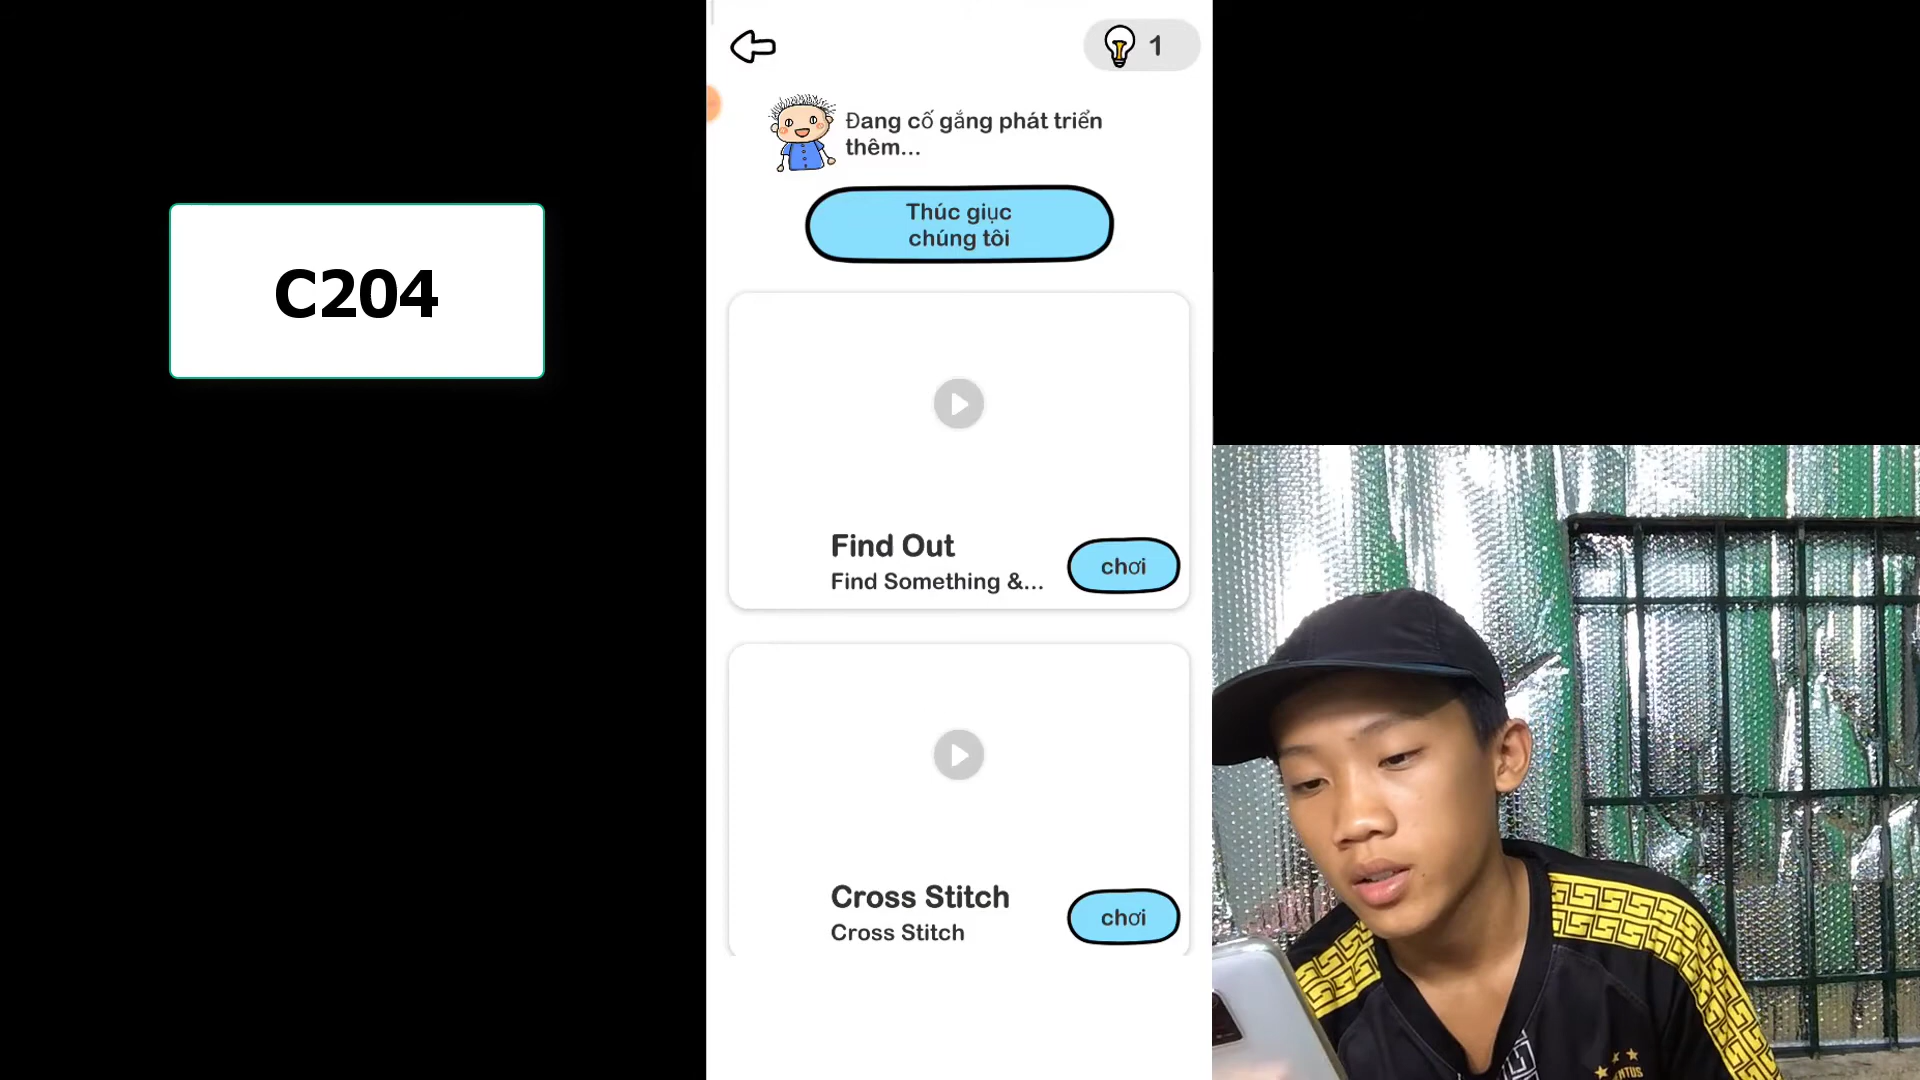 C204
1
Đang cố gắng phát triển
thêm...
Thúc giục
chúng tôi
Find Out
Find Something &...
chơi
Cross Stitch
Cross Stitch
chơi